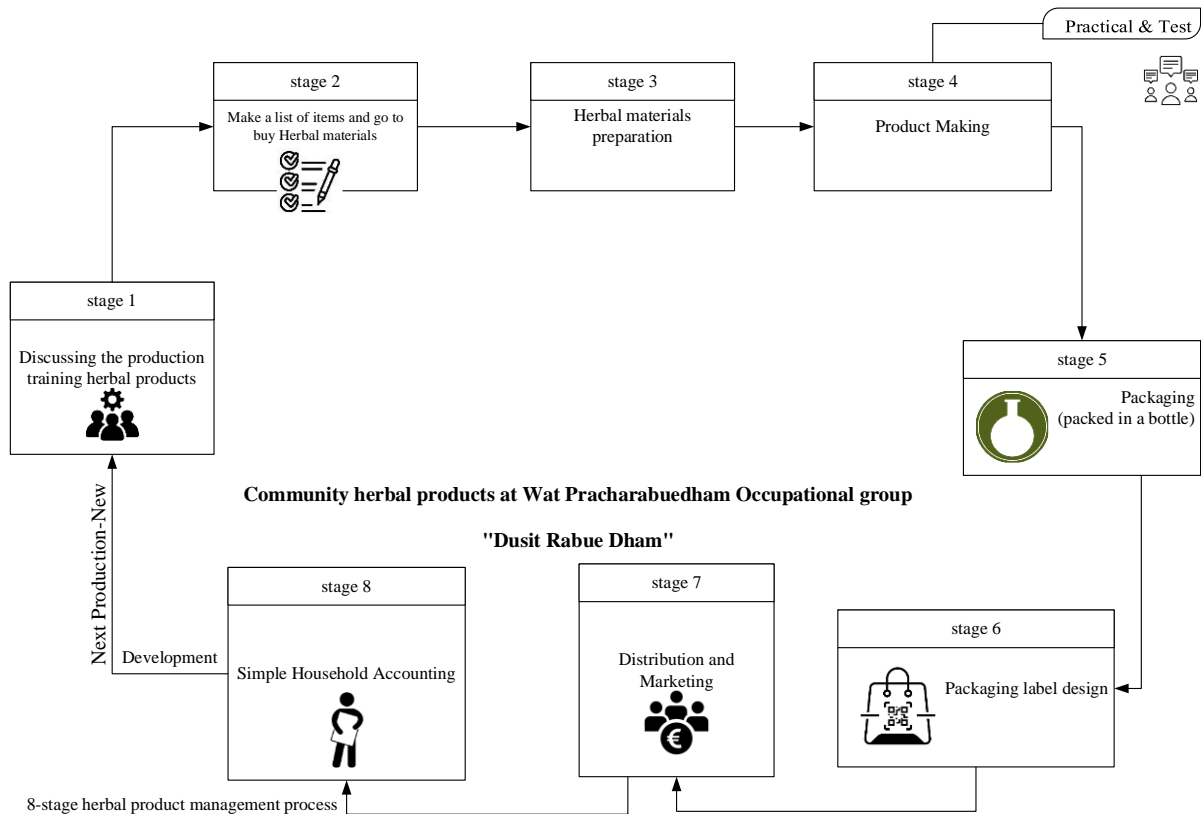 Practical & Test
stage 2
Make a list of items and go to
buy Herbal materials
stage 3
Herbal materials
preparation
stage 4
Product Making
stage 1
Discussing the production
training herbal products
stage 5
Packaging
(packed in a bottle)
Community herbal products at Wat Pracharabuedham Occupational group
"Dusit Rabue Dham"
Next Production-New
Development
stage 8
Simple Household Accounting
stage 7
Distribution and
Marketing
stage 6
Packaging label design
8-stage herbal product management process